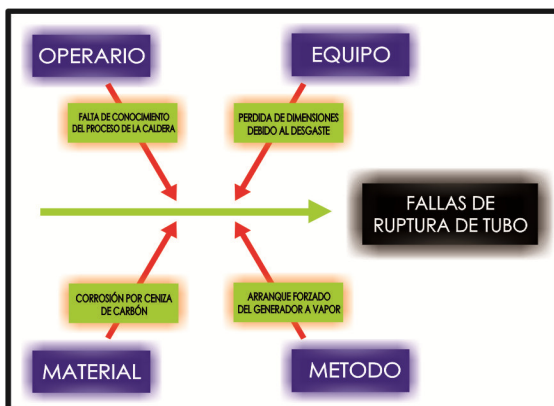 OPERARIO
EQUIPO
FALTA DE CONOCIMIENTO
DEL PROCESO DE LA CALDERA
PERDIDA DE DIMENSIONES
DEBIDO AL DESGASTE
FALLAS DE
RUPTURA DE TUBO
CORROSIÓN POR CENIZA
DE CARBÓN
ARRANQUE FORZADO
DEL GENERADOR A VAPOR
MATERIAL
METODO